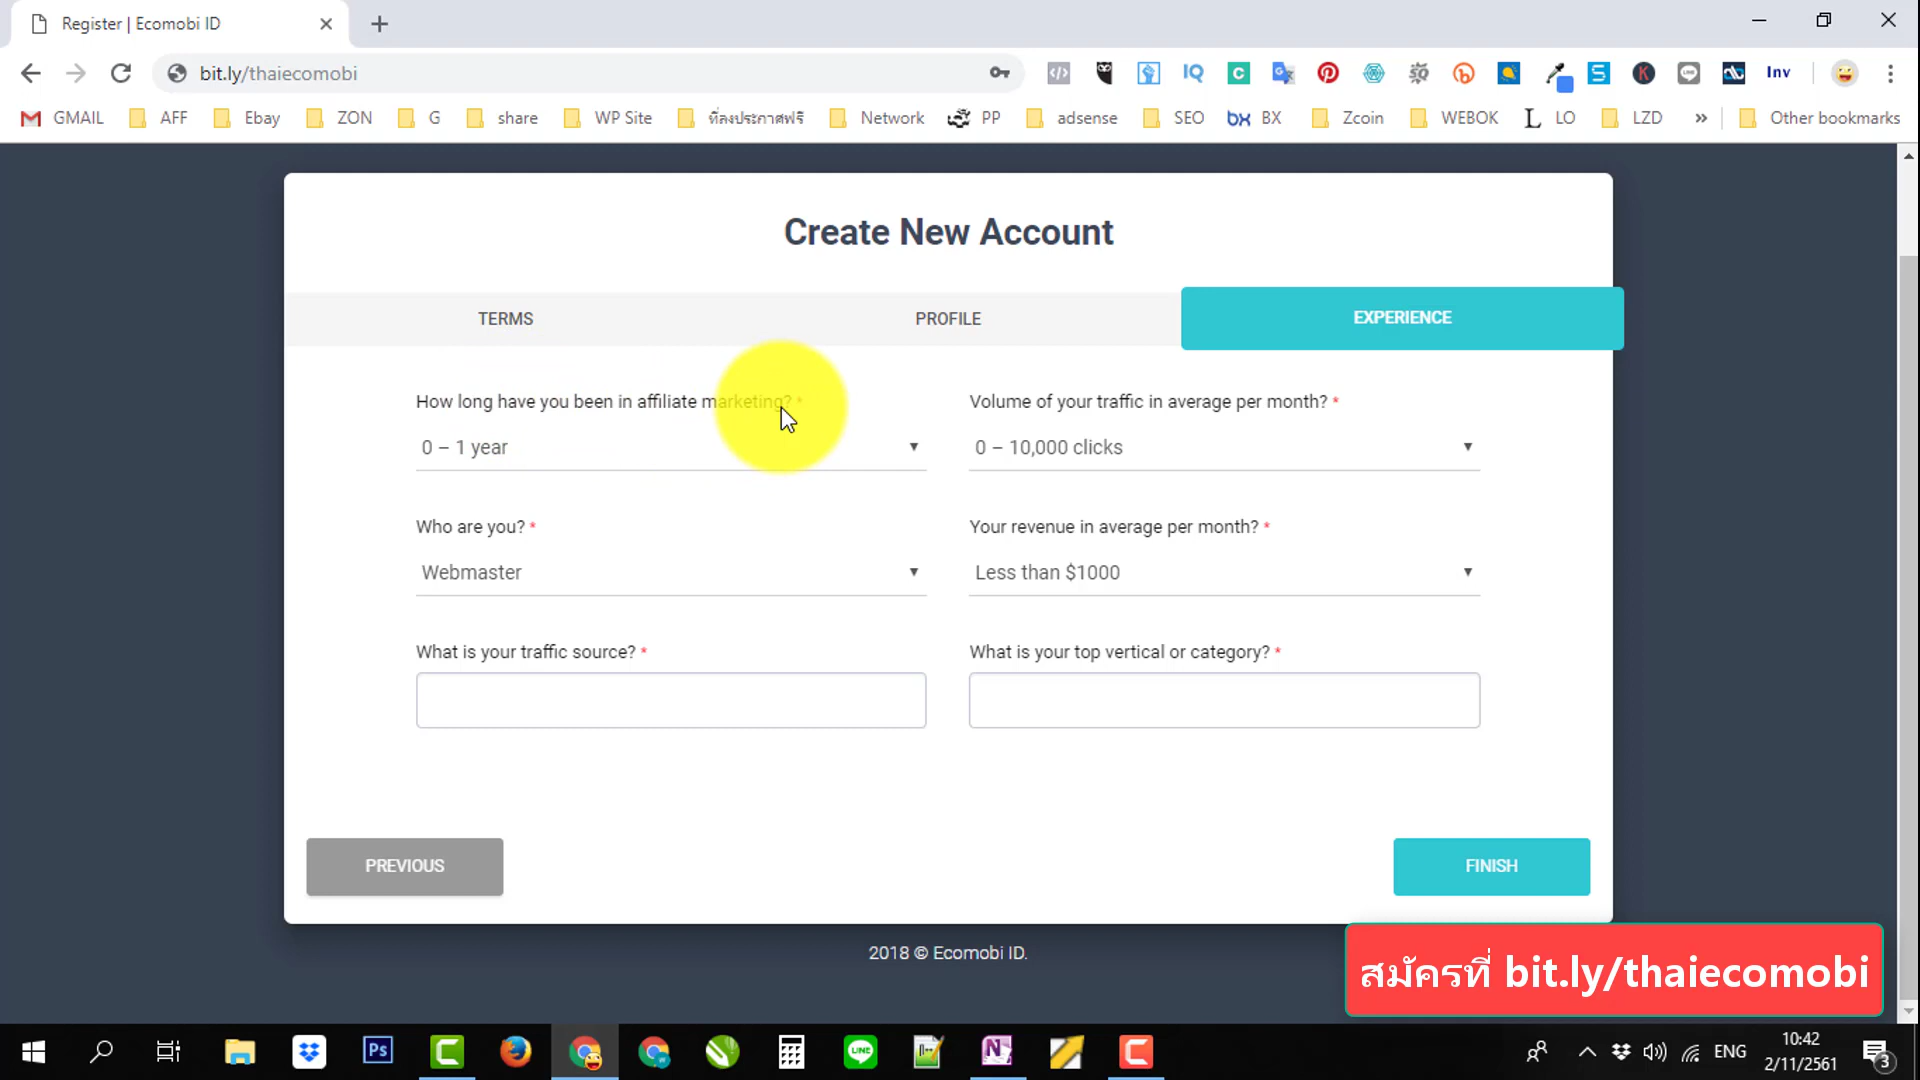 Register | Ecomobi ID
bit.ly/thaiecomobi
IQ
Inv
GMAIL AFF Ebay ZON G share WP Site ที่ลงประกาศฟรี Network PP adsense SEO bx BX Zcoin WEBOK L LO LZD » Other bookmarks
Create New Account
TERMS PROFILE EXPERIENCE
How long have you been in affiliate marketing? * Volume of your traffic in average per month? *
0 – 1 year 0 – 10,000 clicks
Who are you? * Your revenue in average per month? *
Webmaster Less than $1000
What is your traffic source? * What is your top vertical or category? *
PREVIOUS FINISH
2018 © Ecomobi ID.
สมัครที่ bit.ly/thaiecomobi
Ps LINE N ENG 10:42
2/11/2561
3